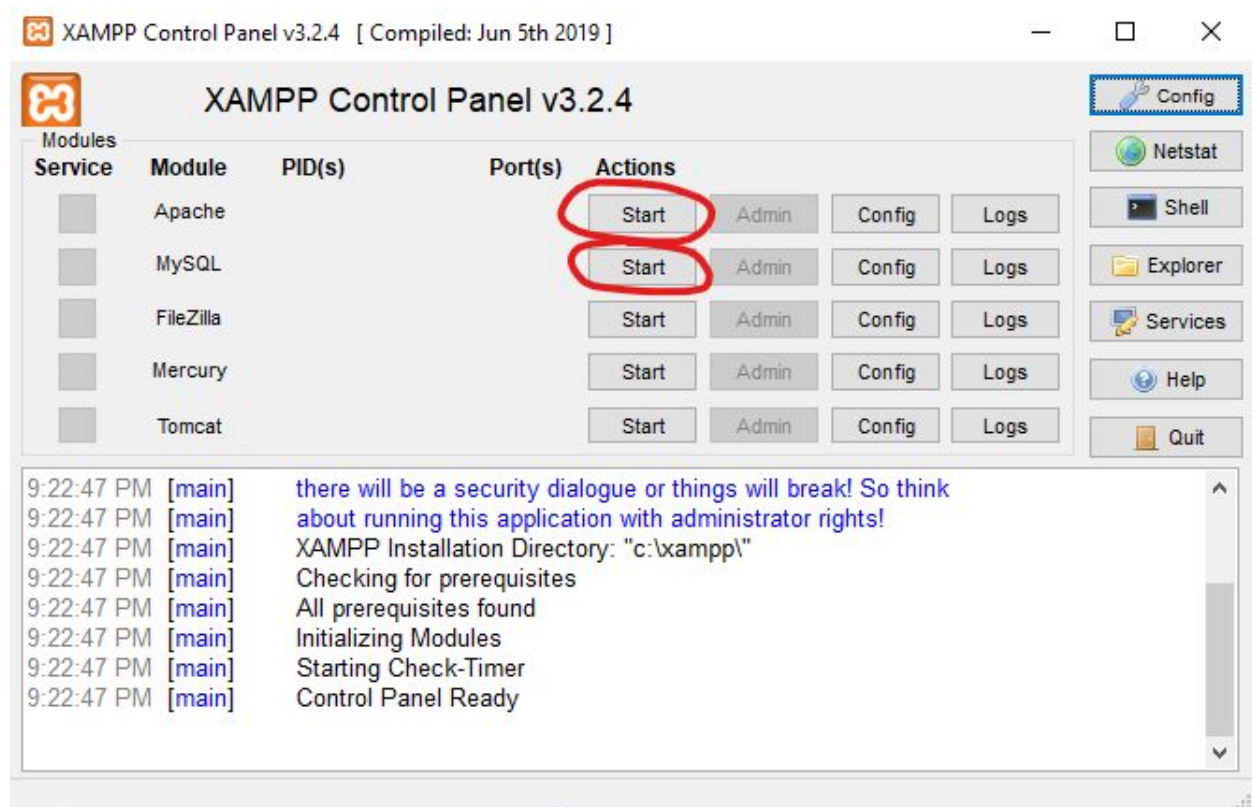 XAMPP Control Panel v3.2.4 [ Compiled: Jun 5th 2019 ]
XAMPP Control Panel v3.2.4
Config
Modules
Netstat
Service Module PID(s) Port(s) Actions
Apache Start Admin Config Logs
Shell
MySQL Start Admin Config Logs
Explorer
FileZilla Start Admin Config Logs
Services
Mercury Start Admin Config Logs
Help
Tomcat Start Admin Config Logs
Quit
9:22:47 PM [main] there will be a security dialogue or things will break! So think
9:22:47 PM [main] about running this application with administrator rights!
9:22:47 PM [main] XAMPP Installation Directory: "c:\xampp\"
9:22:47 PM [main] Checking for prerequisites
9:22:47 PM [main] All prerequisites found
9:22:47 PM [main] Initializing Modules
9:22:47 PM [main] Starting Check-Timer
9:22:47 PM [main] Control Panel Ready